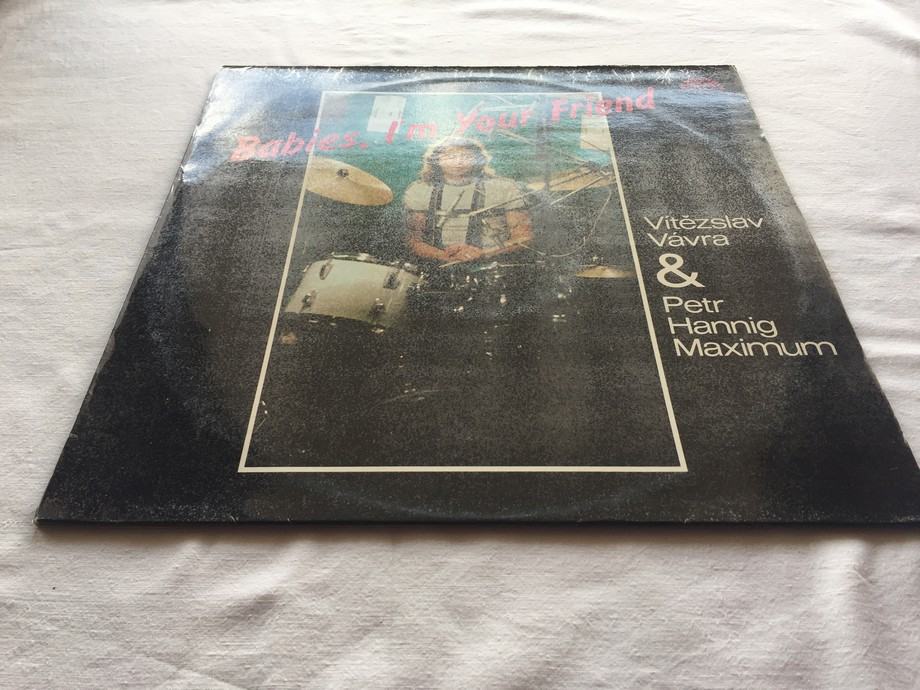 Babies, I'm Your Friend
Vítězslav
Vávra
&
Petr
Hannig
Maximum